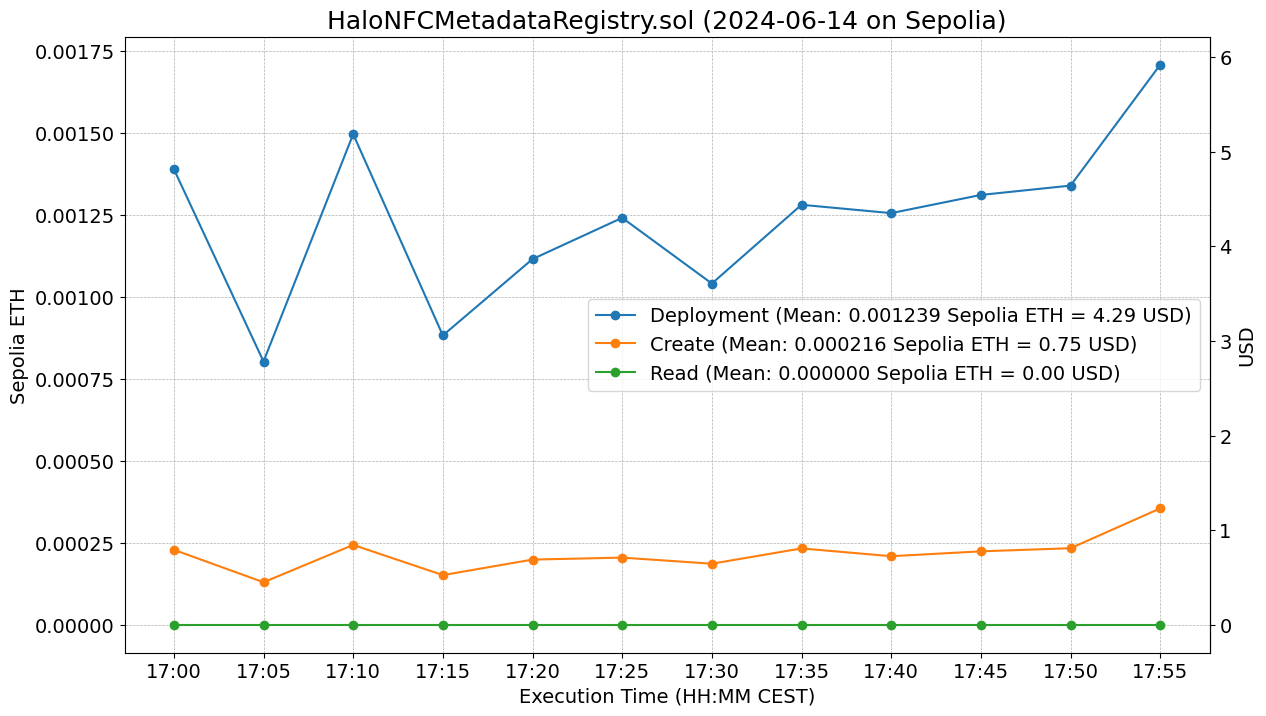 HaloNFCMetadataRegistry.sol (2024-06-14 on Sepolia)
0.00175
0.00150
0.00125
0.00100
0.00075
0.00050
0.00025
0.00000
Sepolia ETH
6
5
4
3
2
1
0
USD
Deployment (Mean: 0.001239 Sepolia ETH = 4.29 USD)
Create (Mean: 0.000216 Sepolia ETH = 0.75 USD)
Read (Mean: 0.000000 Sepolia ETH = 0.00 USD)
17:00 17:05 17:10 17:15 17:20 17:25 17:30 17:35 17:40 17:45 17:50 17:55
Execution Time (HH:MM CEST)